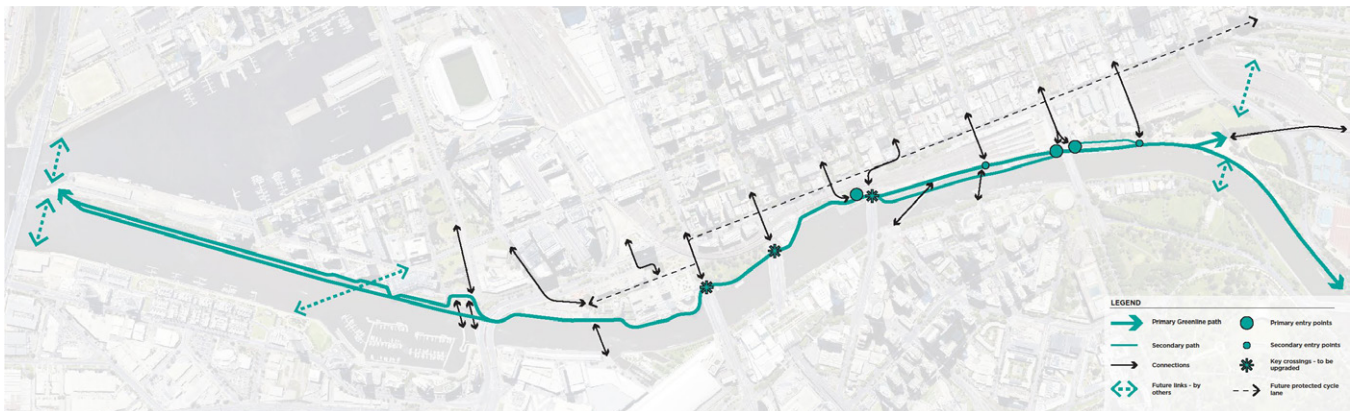 LEGEND
Primary Greenline path
Primary entry points
Secondary path
Secondary entry points
Connections
Key crossings - to be
upgraded
Future links - by
others
Future protected cycle
lane